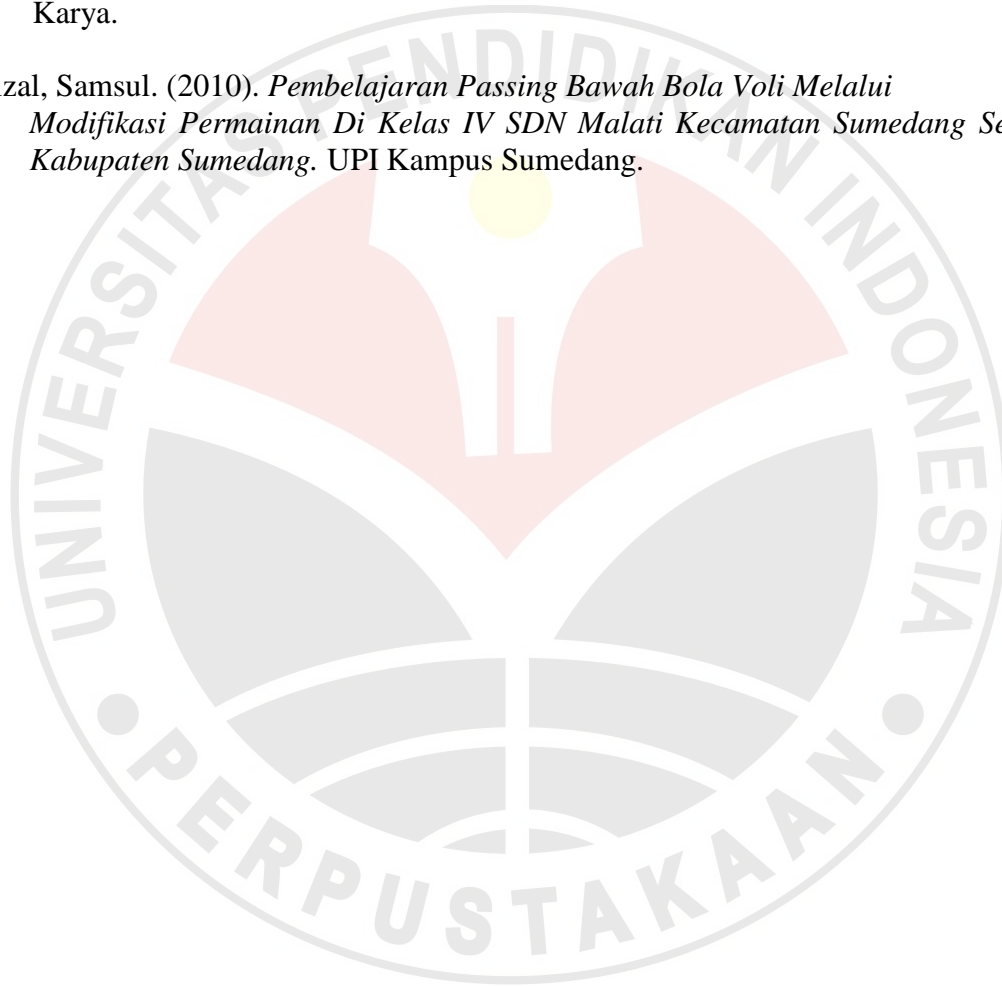 Karya.
zal, Samsul. (2010). Pembelajaran Passing Bawah Bola Voli Melalui
Modifikasi Permainan Di Kelas IV SDN Malati Kecamatan Sumedang Se
Kabupaten Sumedang. UPI Kampus Sumedang.
UNIVERSITAS PENDIDIKAN INDONESIA
PERPUSTAKAAN